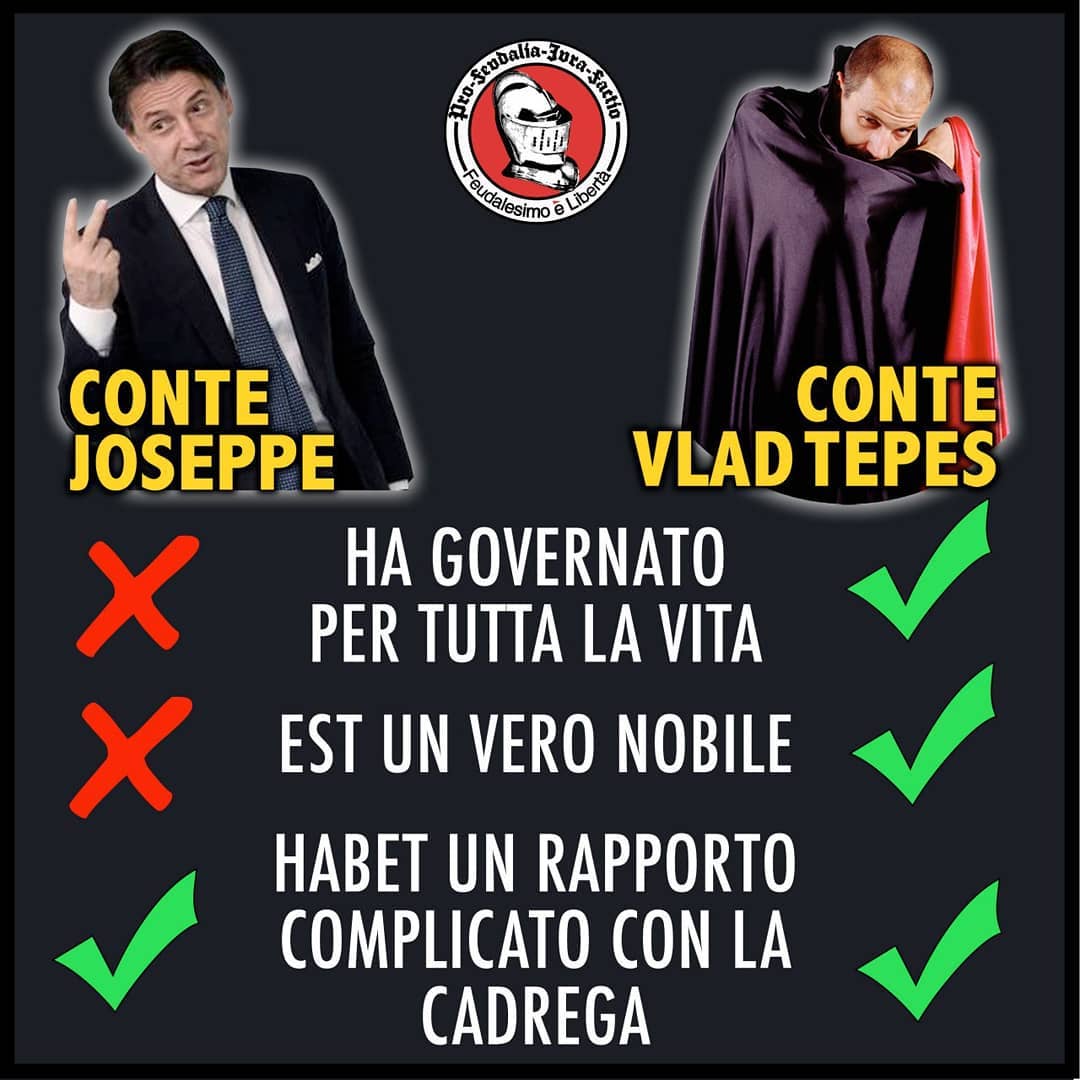 Pro-Feudalia-Jura-Factio
Feudalesimo è Libertà
CONTE
JOSEPPE
CONTE
VLAD TEPES
HA GOVERNATO
PER TUTTA LA VITA
EST UN VERO NOBILE
HABET UN RAPPORTO
COMPLICATO CON LA
CADREGA